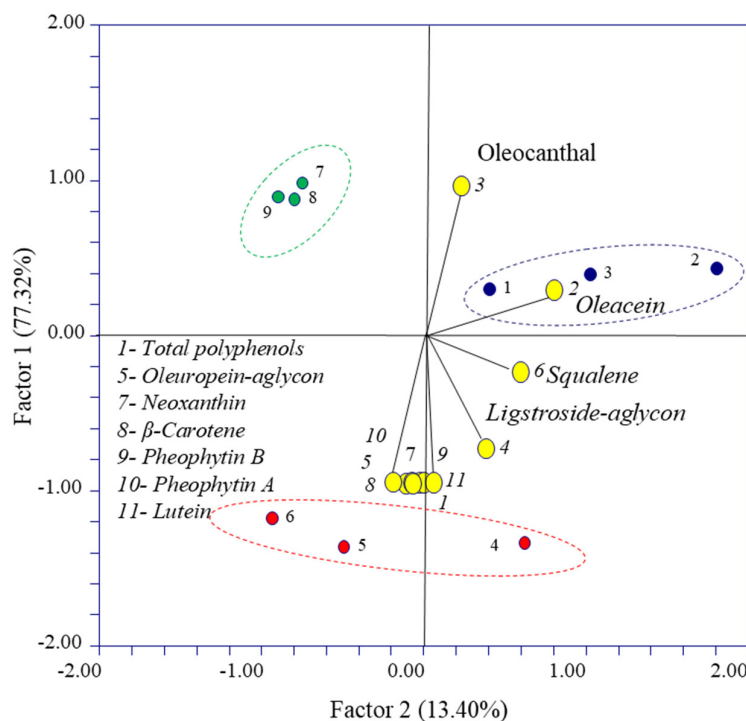 2.00
7
Oleocanthal
1.00
3
9
8
2
3
1
2
Oleacein
0.00
1- Total polyphenols
6 Squalene
5- Oleuropein-aglycon
7- Neoxanthin
Ligstroside-aglycon
8- β-Carotene
10
4
9- Pheophytin B
5
7
9
10- Pheophytin A
8
11
-1.00
11- Lutein
1
6
5
4
-2.00
-2.00
-1.00
0.00
1.00
2.00
Factor 2 (13.40%)
Factor 1 (77.32%)